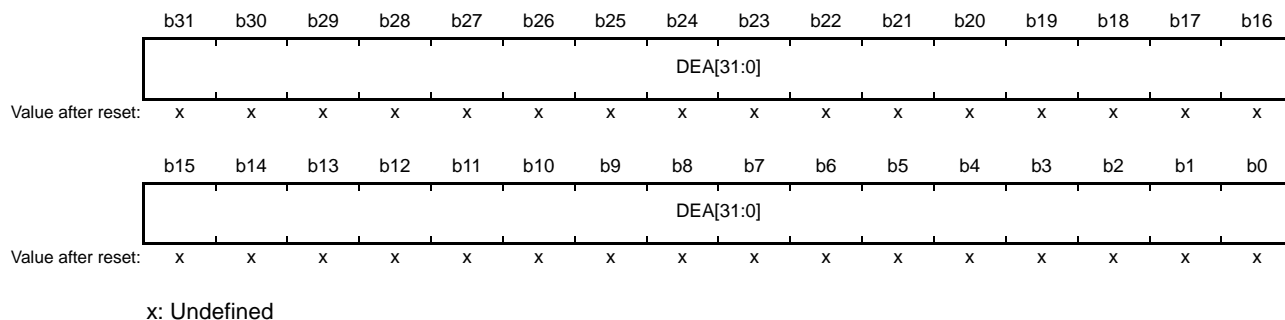 b31 b30 b29 b28 b27 b26 b25 b24 b23 b22 b21 b20 b19 b18 b17 b16
DEA[31:0]
Value after reset: x x x x x x x x x x x x x x x x
b15 b14 b13 b12 b11 b10 b9 b8 b7 b6 b5 b4 b3 b2 b1 b0
DEA[31:0]
Value after reset: x x x x x x x x x x x x x x x x
x: Undefined